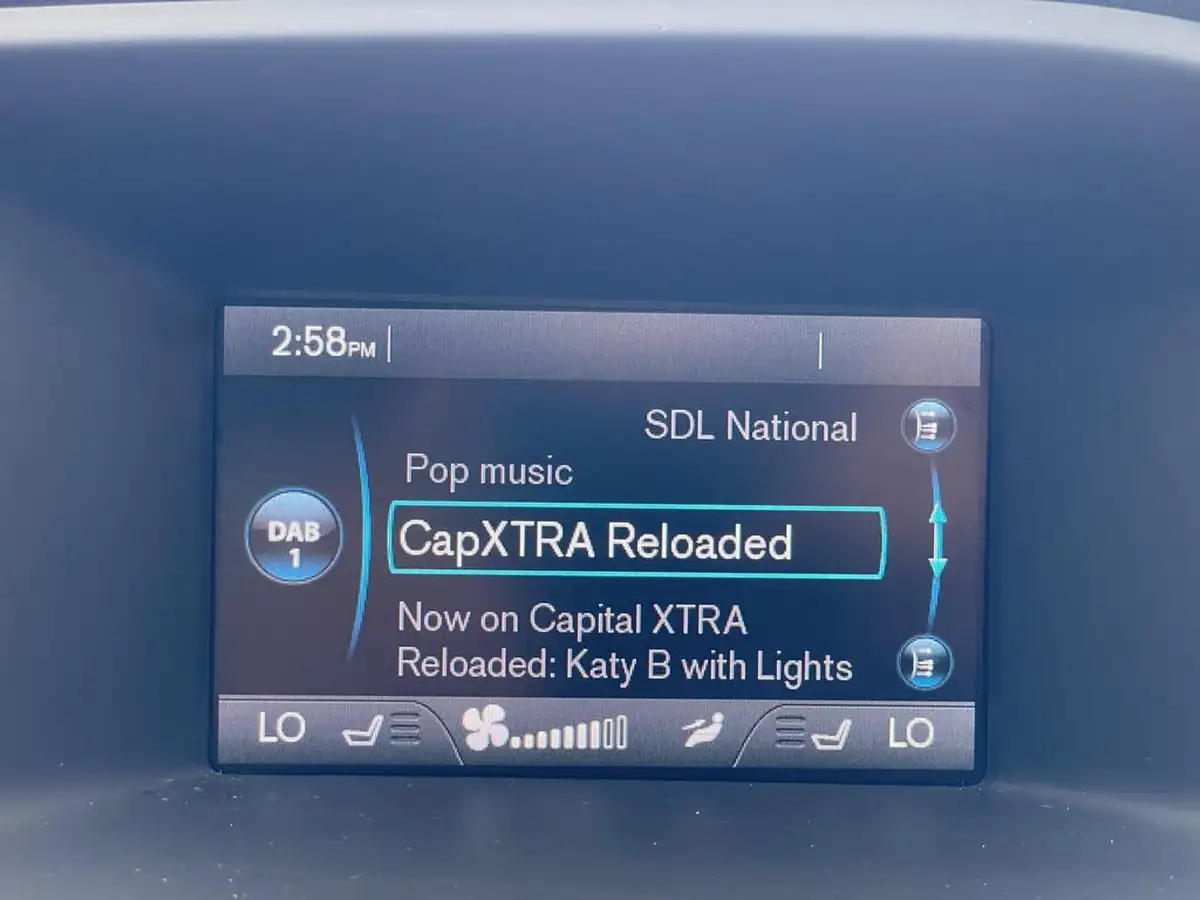 2:58PM
SDL National
Pop music
DAB
1
CapXTRA Reloaded
Now on Capital XTRA
Reloaded: Katy B with Lights
LO
LO